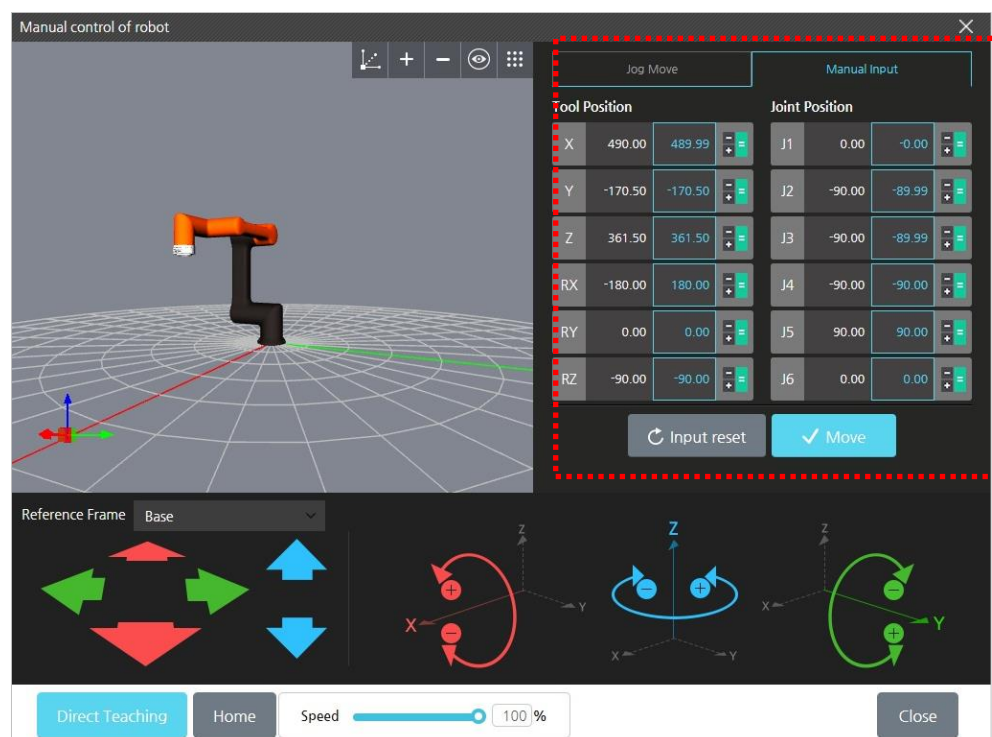 Manual control of robot
Jog Move Manual Input
Tool Position Joint Position
X 490.00 489.99 - + = J1 0.00 -0.00 - + =
Y -170.50 -170.50 - + = J2 -90.00 -89.99 - + =
Z 361.50 361.50 - + = J3 -90.00 -89.99 - + =
RX -180.00 180.00 - + = J4 -90.00 -90.00 - + =
RY 0.00 0.00 - + = J5 90.00 90.00 - + =
RZ -90.00 -90.00 - + = J6 0.00 0.00 - + =
Input reset Move
Reference Frame Base
Z Y X + -
Z X Y - +
Z X Y - +
Direct Teaching Home Speed 100 % Close